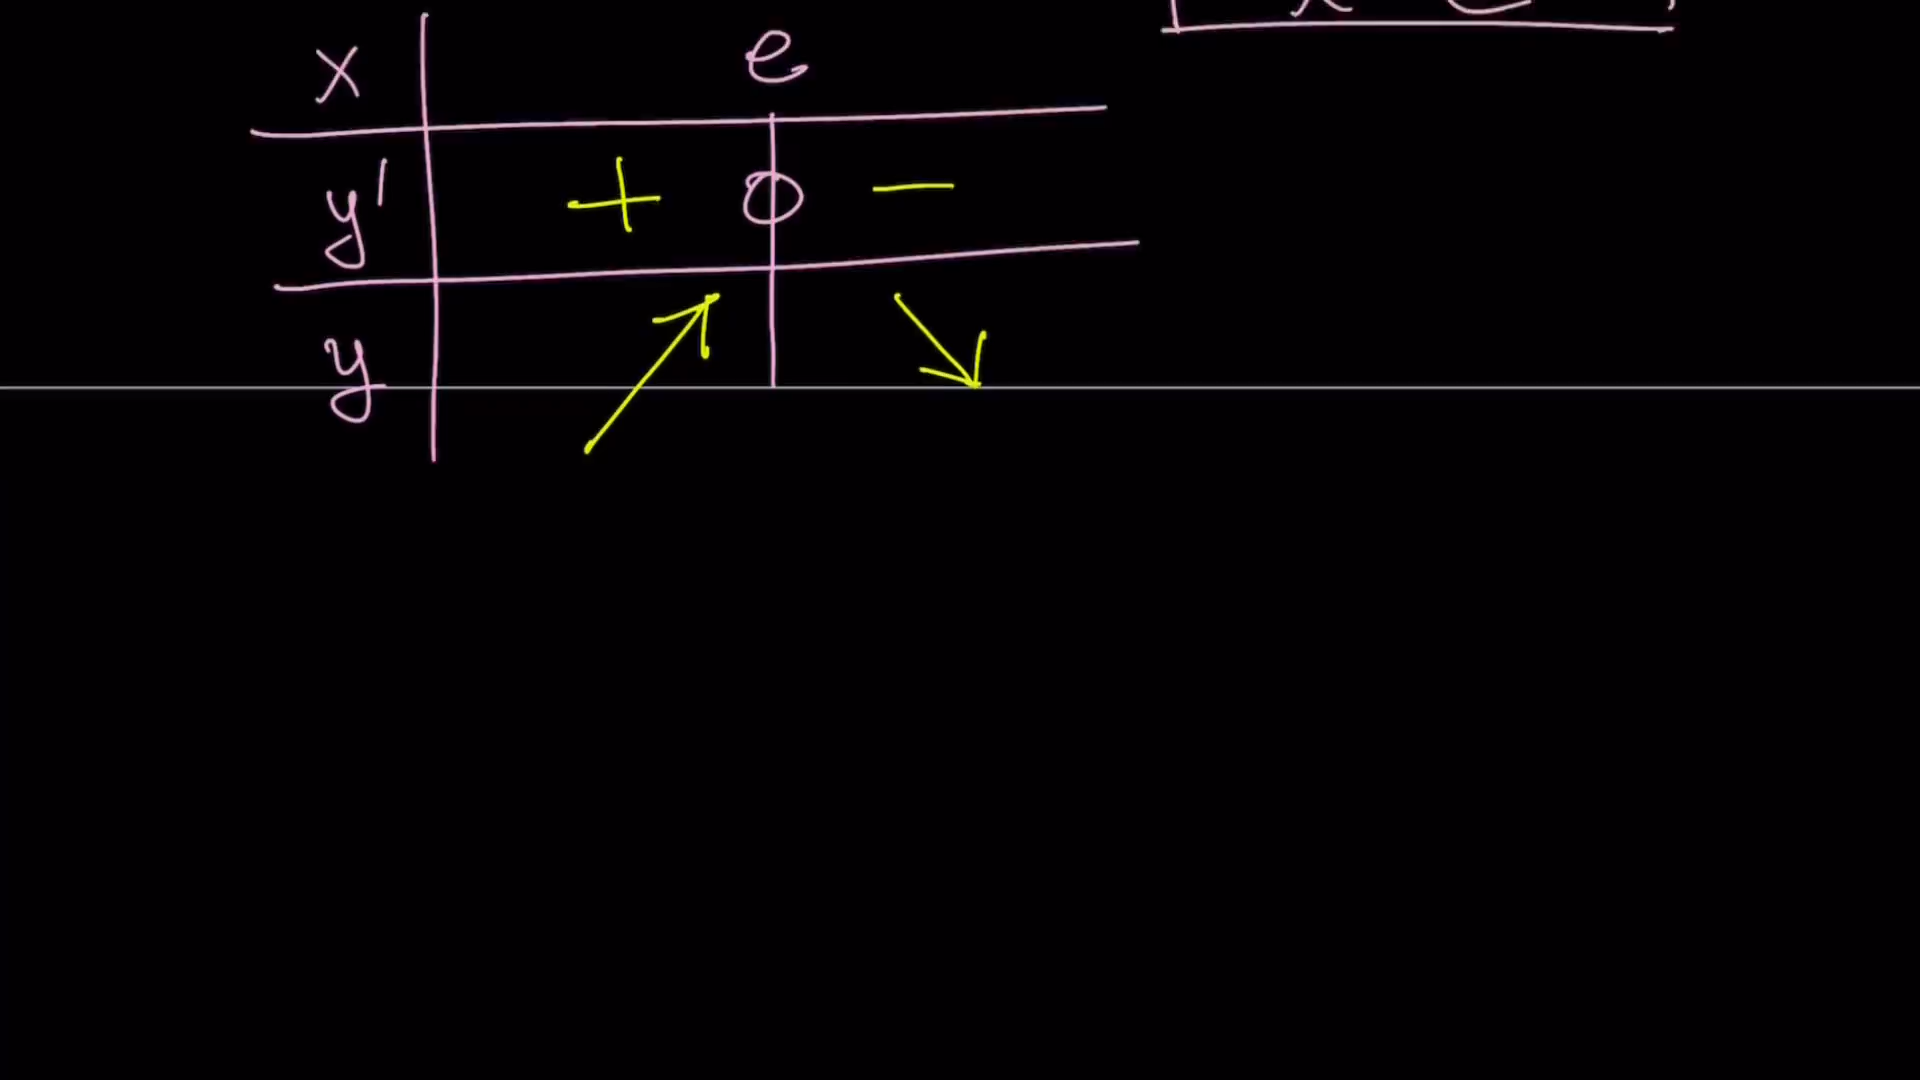 x e
y' + 0 −
y ↗ ↘